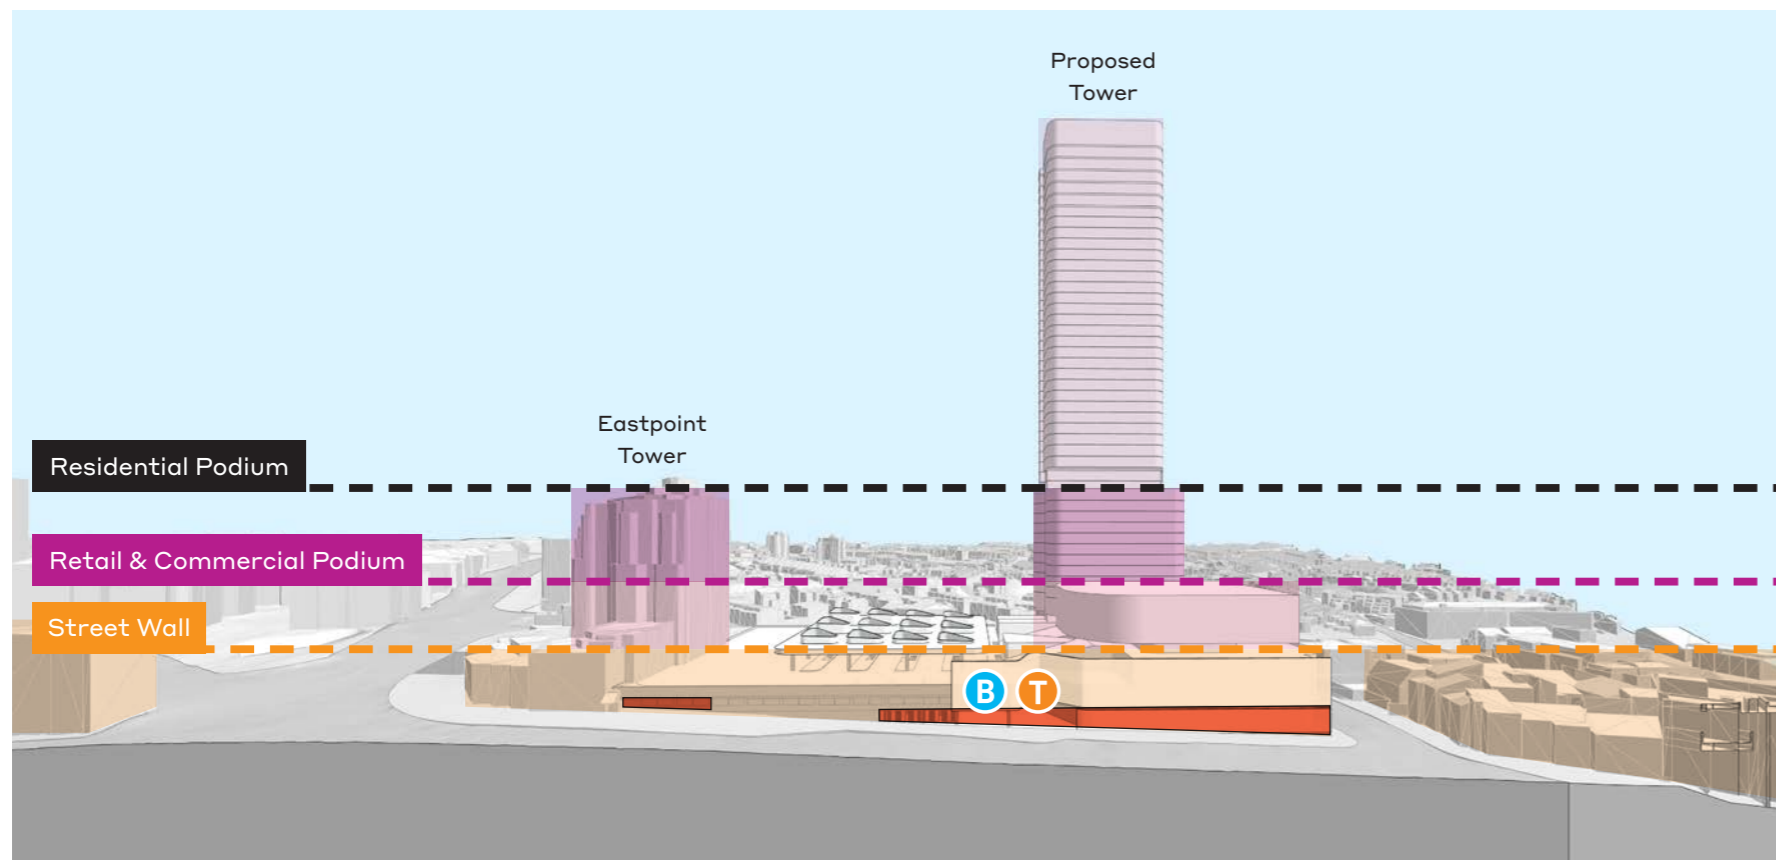 Proposed
Tower
Eastpoint
Tower
Residential Podium
Retail & Commercial Podium
Street Wall
B
T